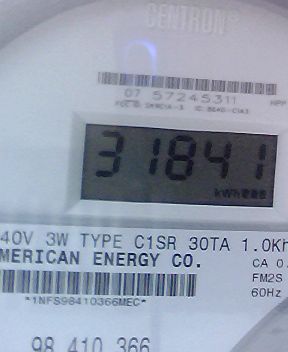 CENTRON®
07 57245311
31841
kWh
40V 3W TYPE C1SR 30TA 1.0Kh
MERICAN ENERGY CO.
CA 0.
FM2S
60Hz
*1NFS98410366MEC*
98 410 366